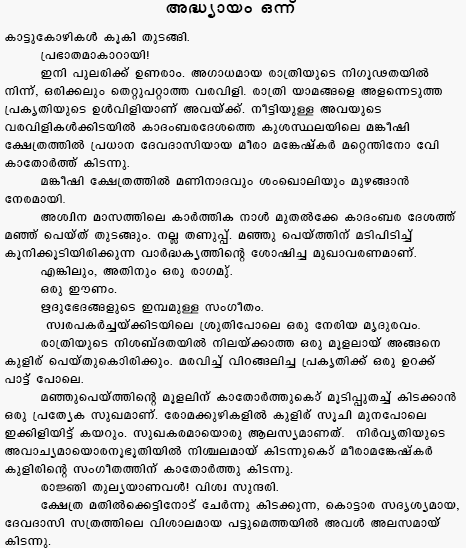 അദ്ധ്യായം ഒന്ന്
കാട്ടുകോഴികൾ കൂകി തുടങ്ങി.
പ്രഭാതമാകാറായി!
ഇനി പുലരിക്ക് ഉണരാം. അഗാധമായ രാത്രിയുടെ നിഗൂഢതയിൽ
നിന്ന്, ഒരിക്കലും തെറ്റുപറ്റാത്ത വരവിളി. രാത്രി യാമങ്ങളെ അളന്നെടുത്ത
പ്രകൃതിയുടെ ഉൾവിളിയാണ് അവയ്ക്ക്. നീട്ടിയുള്ള അവയുടെ
വരവിളികൾക്കിടയിൽ കാദംബരദേശത്തെ കുശസ്ഥലയിലെ മങ്കീഷി
ക്ഷേത്രത്തിൽ പ്രധാന ദേവദാസിയായ മീരാ മങ്കേഷ്കർ മറ്റെന്തിനോ വേി
കാതോർത്ത് കിടന്നു.
മങ്കീഷി ക്ഷേത്രത്തിൽ മണിനാദവും ശംഖൊലിയും മുഴങ്ങാൻ
നേരമായി.
അശ്വിന മാസത്തിലെ കാർത്തിക നാൾ മുതൽക്കേ കാദംബര ദേശത്ത്
മഞ്ഞ് പെയ്ത് തുടങ്ങും. നല്ല തണുപ്പ്. മഞ്ഞു പെയ്ത്തിന് മടിപിടിച്ച്
കൂനിക്കൂടിയിരിക്കുന്ന വാർദ്ധകൃത്തിന്റെ ശോഷിച്ച മുഖാവരണമാണ്.
എങ്കിലും, അതിനും ഒരു രാഗമു്.
ഒരു ഈണം.
ഋദുഭേദങ്ങളുടെ ഇമ്പമുള്ള സംഗീതം.
സ്വരപകർച്ചയ്ക്കിടയിലെ ശ്രുതിപോലെ ഒരു നേരിയ മൃദുരവം.
രാത്രിയുടെ നിശബ്ദതയിൽ നിലയ്ക്കാത്ത ഒരു മൂളലായ് അങ്ങനെ
കുളിര് പെയ്തുകൊിരിക്കും. മരവിച്ച് വിറങ്ങലിച്ച പ്രകൃതിക്ക് ഒരു ഉറക്ക്
പാട്ട് പോലെ.
മഞ്ഞുപെയ്ത്തിന്റെ മൂളലിന് കാതോർത്തുകൊ് മൂടിപ്പുതച്ച് കിടക്കാൻ
ഒരു പ്രത്യേക സുഖമാണ്. രോമക്കുഴികളിൽ കുളിര് സൂചി മുനപോലെ
ഇക്കിളിയിട്ട് കയറും. സുഖകരമായൊരു ആലസ്യമാണത്. നിർവൃതിയുടെ
അവാച്യമായൊരനുഭൂതിയിൽ നിശ്ചലമായ് കിടന്നുകൊ് മീരാമങ്കേഷ്കർ
കുളിരിന്റെ സംഗീതത്തിന് കാതോർത്തു കിടന്നു.
രാജ്ഞി തുല്യയാണവൾ! വിശ്വ സുന്ദരി.
ക്ഷേത്ര മതിൽക്കെട്ടിനോട് ചേർന്നു കിടക്കുന്ന, കൊട്ടാര സദൃശ്യമായ,
ദേവദാസി സത്രത്തിലെ വിശാലമായ പട്ടുമെത്തയിൽ അവൾ അലസമായ്
കിടന്നു.